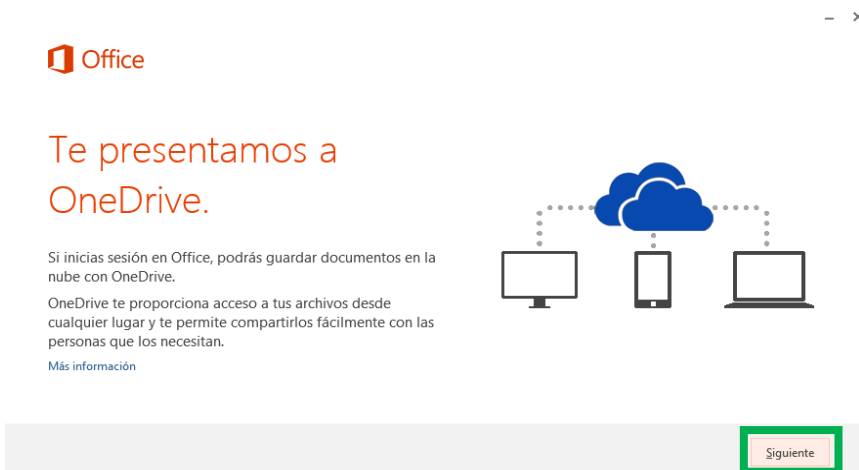 Office
Te presentamos a
OneDrive.
Si inicias sesión en Office, podrás guardar documentos en la
nube con OneDrive.
OneDrive te proporciona acceso a tus archivos desde
cualquier lugar y te permite compartirlos fácilmente con las
personas que los necesitan.
Más información
Siguiente